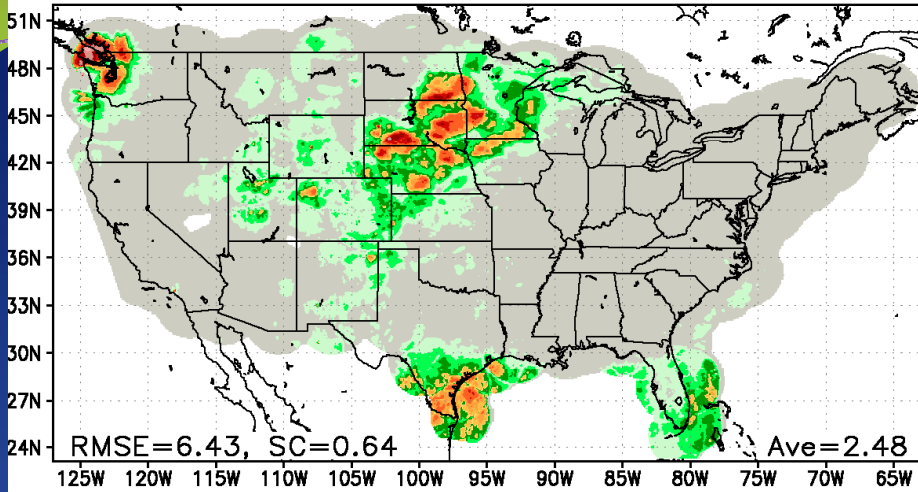 51N
48N
45N
42N
39N
36N
33N
30N
27N
24N
RMSE=6.43, SC=0.64
Ave=2.48
125W 120W 115W 110W 105W 100W 95W 90W 85W 80W 75W 70W 65W